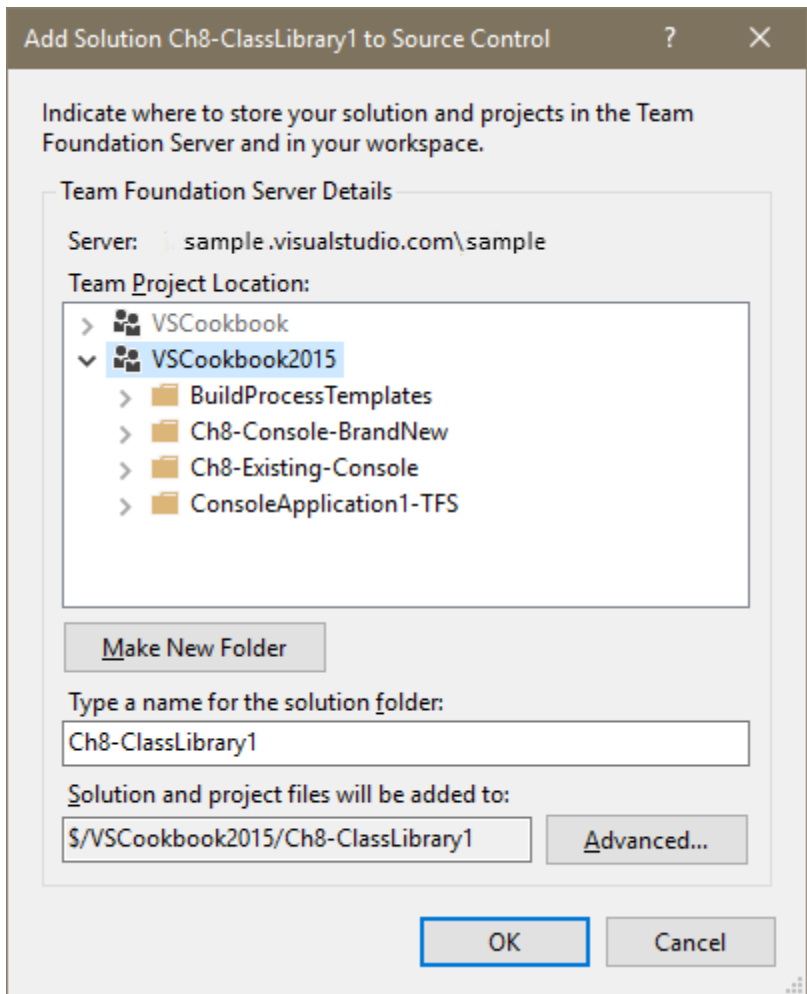 Add Solution Ch8-ClassLibrary1 to Source Control
Indicate where to store your solution and projects in the Team
Foundation Server and in your workspace.
Team Foundation Server Details
Server: sample .visualstudio.com\sample
Team Project Location:
VSCookbook
VSCookbook2015
BuildProcessTemplates
Ch8-Console-BrandNew
Ch8-Existing-Console
ConsoleApplication1-TFS
Make New Folder
Type a name for the solution folder:
Ch8-ClassLibrary1
Solution and project files will be added to:
$/VSCookbook2015/Ch8-ClassLibrary1 Advanced...
OK Cancel